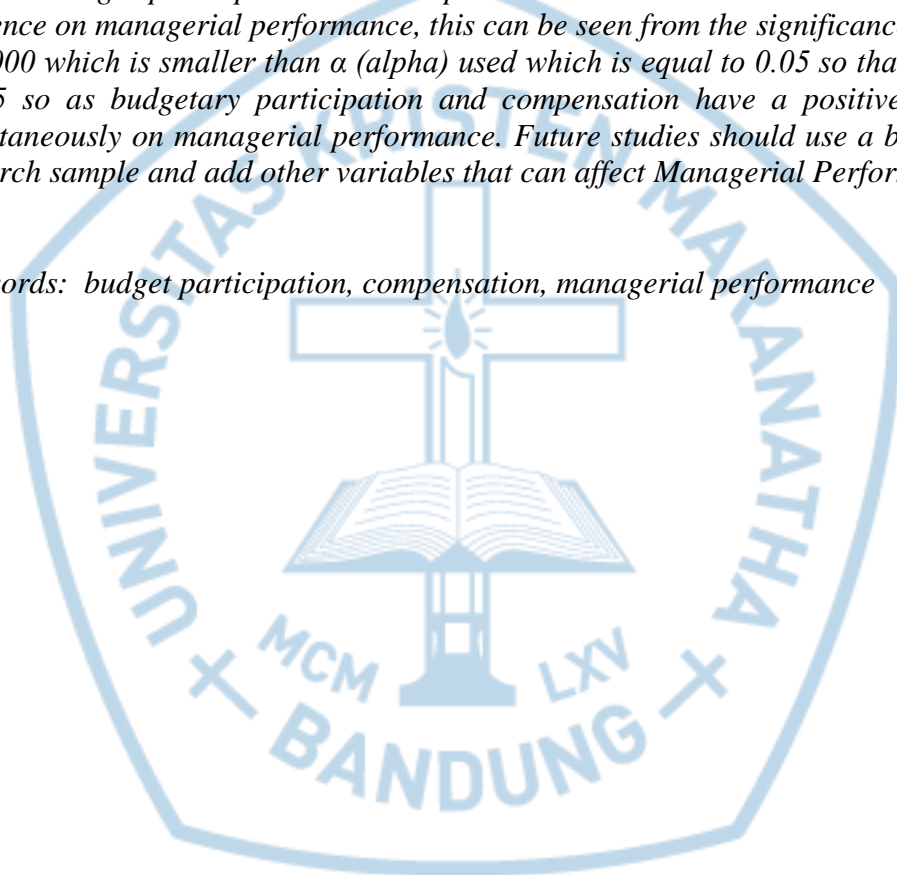 ence on managerial performance, this can be seen from the significance
000 which is smaller than α (alpha) used which is equal to 0.05 so tha
5 so as budgetary participation and compensation have a positive
taneously on managerial performance. Future studies should use a b
rch sample and add other variables that can affect Managerial Perfor
ords: budget participation, compensation, managerial performance
UNIVERSITAS KRISTEN MARANATHA
MCM LXV
BANDUNG